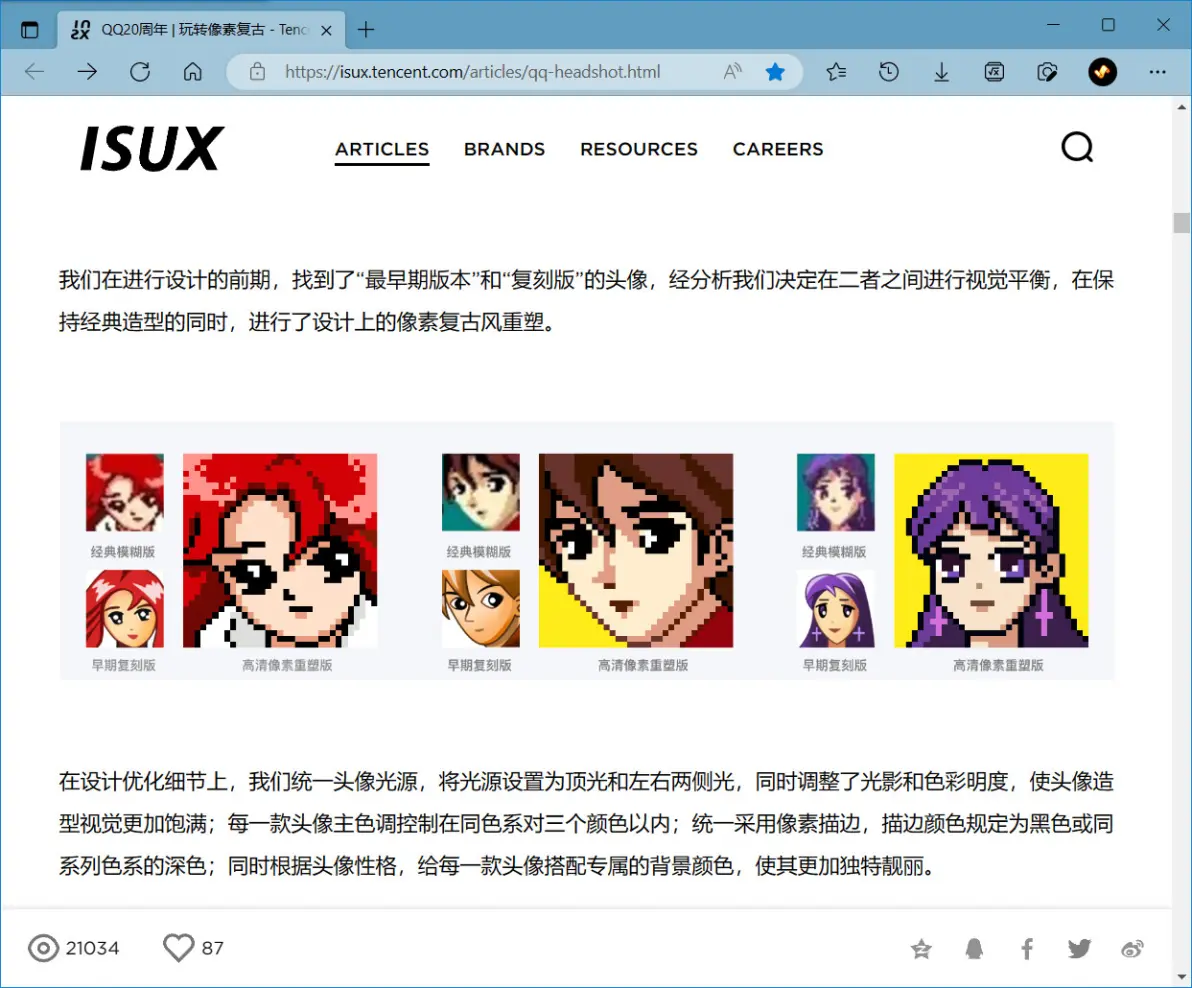 QQ20周年 | 玩转像素复古 - Tenc
https://isux.tencent.com/articles/qq-headshot.html
ISUX
ARTICLES BRANDS RESOURCES CAREERS
我们在进行设计的前期，找到了“最早期版本”和“复刻版”的头像，经分析我们决定在二者之间进行视觉平衡，在保
持经典造型的同时，进行了设计上的像素复古风重塑。
经典模糊版 经典模糊版 经典模糊版
早期复刻版 高清像素重塑版 早期复刻版 高清像素重塑版 早期复刻版 高清像素重塑版
在设计优化细节上，我们统一头像光源，将光源设置为顶光和左右两侧光，同时调整了光影和色彩明度，使头像造
型视觉更加饱满；每一款头像主色调控制在同色系对三个颜色以内；统一采用像素描边，描边颜色规定为黑色或同
系列色系的深色；同时根据头像性格，给每一款头像搭配专属的背景颜色，使其更加独特靓丽。
21034 87